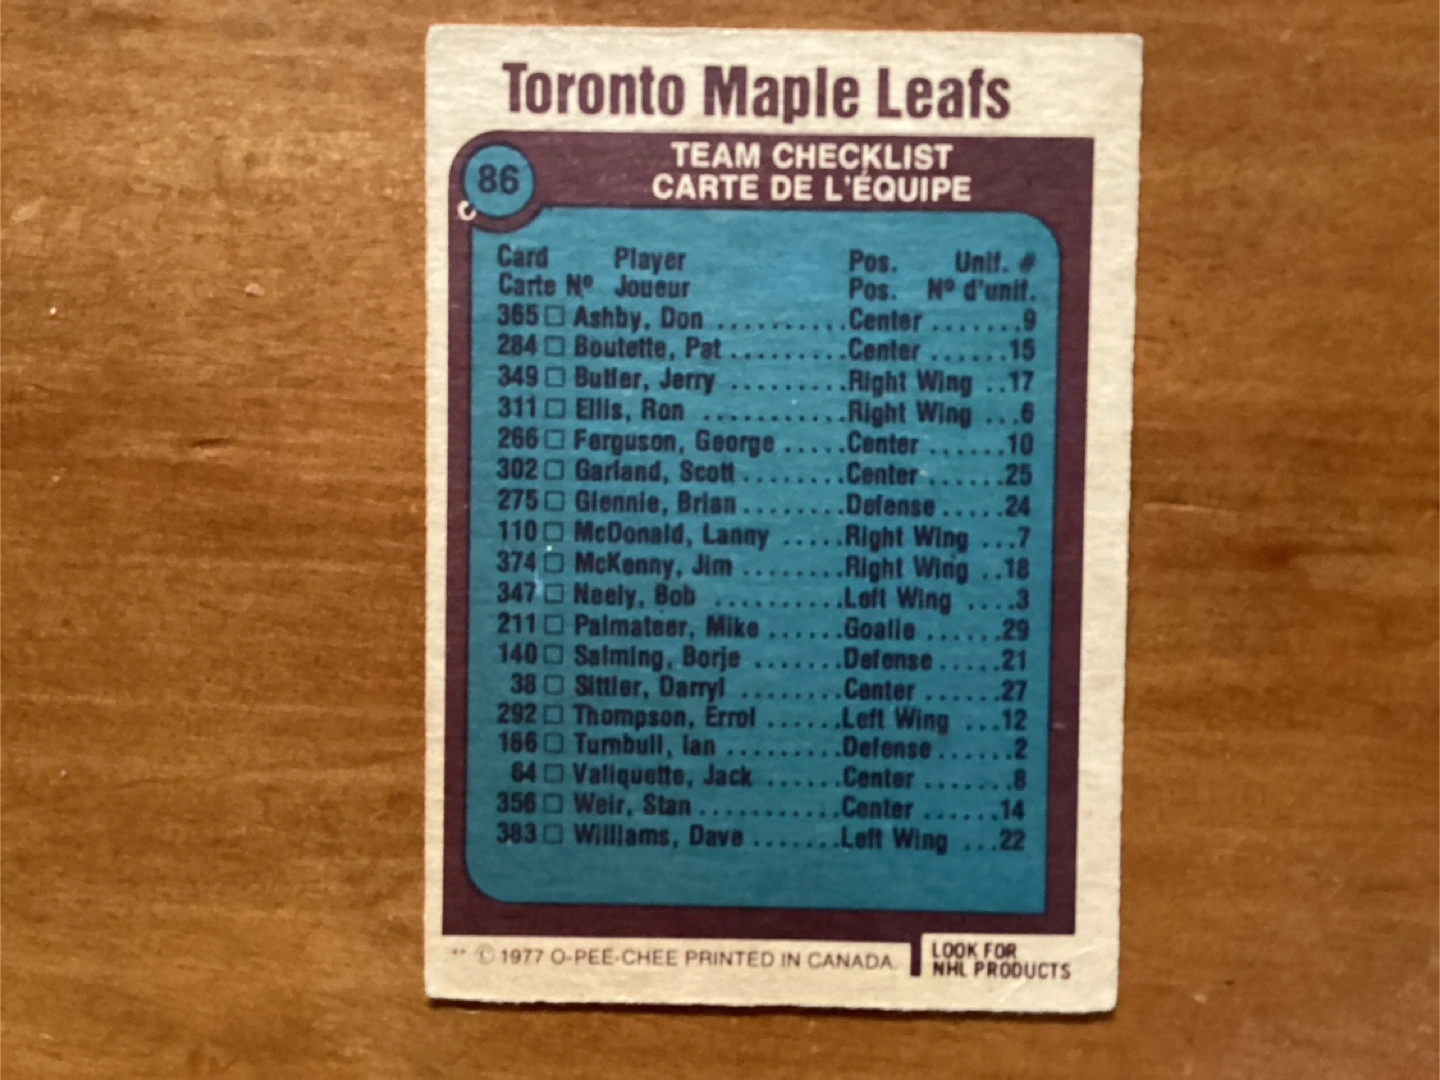 Toronto Maple Leafs
86
TEAM CHECKLIST
CARTE DE L'ÉQUIPE
C
Card Player Pos. Unif. #
Carte Nº Joueur Pos. Nº d'unif.
365 □ Ashby, Don ..........Center .......9
284 □ Boutette, Pat .........Center ......15
349 □ Butler, Jerry .........Right Wing ..17
311 □ Ellis, Ron ...........Right Wing ...6
266 □ Ferguson, George .....Center .....10
302 □ Garland, Scott ........Center ......25
275 □ Glennie, Brian ........Defense .....24
110 □ McDonald, Lanny .....Right Wing ...7
374 □ McKenny, Jim ........Right Wing ..18
347 □ Neely, Bob ..........Left Wing ....3
211 □ Palmateer, Mike ......Goalie ......29
140 □ Salming, Borje .......Defense .....21
38 □ Sittler, Darryl ........Center ......27
292 □ Thompson, Errol ......Left Wing ...12
186 □ Turnbull, Ian .........Defense ......2
64 □ Valiquette, Jack ......Center .......8
356 □ Weir, Stan ...........Center ......14
383 □ Williams, Dave .......Left Wing ...22
** © 1977 O-PEE-CHEE PRINTED IN CANADA.
LOOK FOR
NHL PRODUCTS